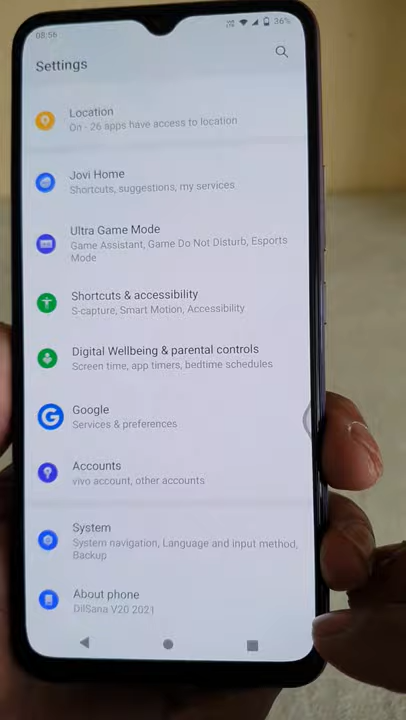 08:56
36%
Settings
Location
On - 26 apps have access to location
Jovi Home
Shortcuts, suggestions, my services
Ultra Game Mode
Game Assistant, Game Do Not Disturb, Esports
Mode
Shortcuts & accessibility
S-capture, Smart Motion, Accessibility
Digital Wellbeing & parental controls
Screen time, app timers, bedtime schedules
Google
Services & preferences
Accounts
vivo account, other accounts
System
System navigation, Language and input method,
Backup
About phone
DilSana V20 2021